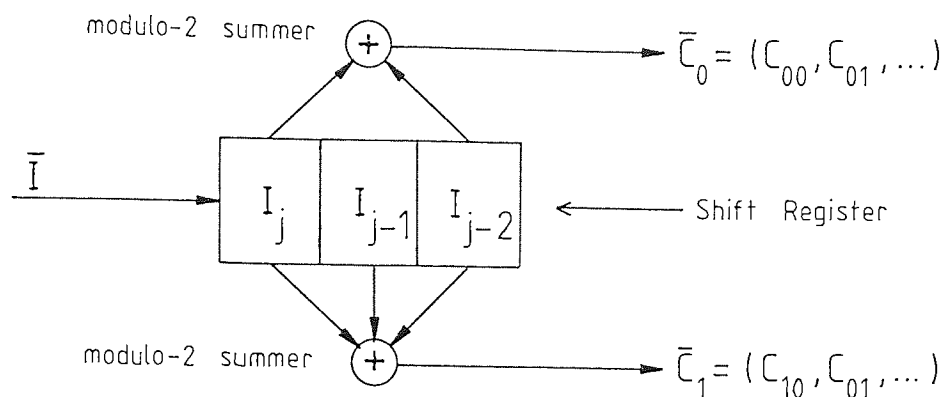 modulo-2 summer
+
C̅₀ = (C₀₀, C₀₁, ...)
I̅
Iⱼ
Iⱼ₋₁
Iⱼ₋₂
Shift Register
modulo-2 summer
+
C̅₁ = (C₁₀, C₀₁, ...)